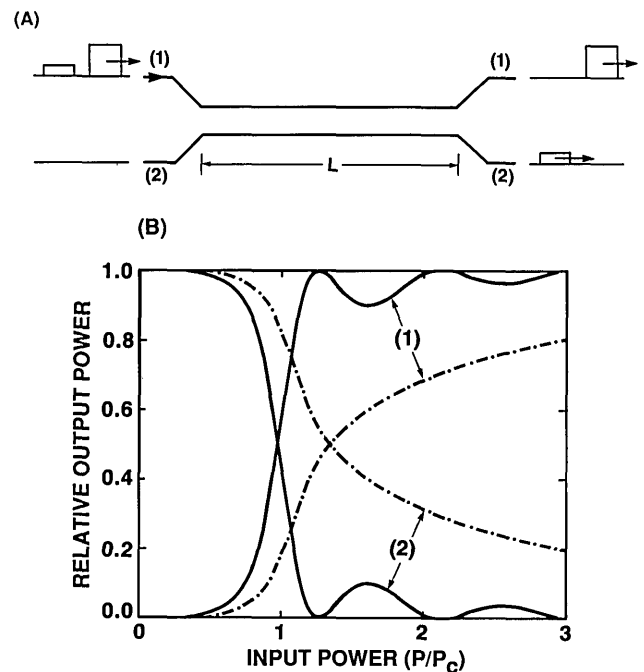 (A)
(1) (1)
(2) L (2)
(B)
1.0
0.8
0.6
0.4
0.2
0.0
RELATIVE OUTPUT POWER
(1)
(2)
0 1 2 3
INPUT POWER (P/Pc)